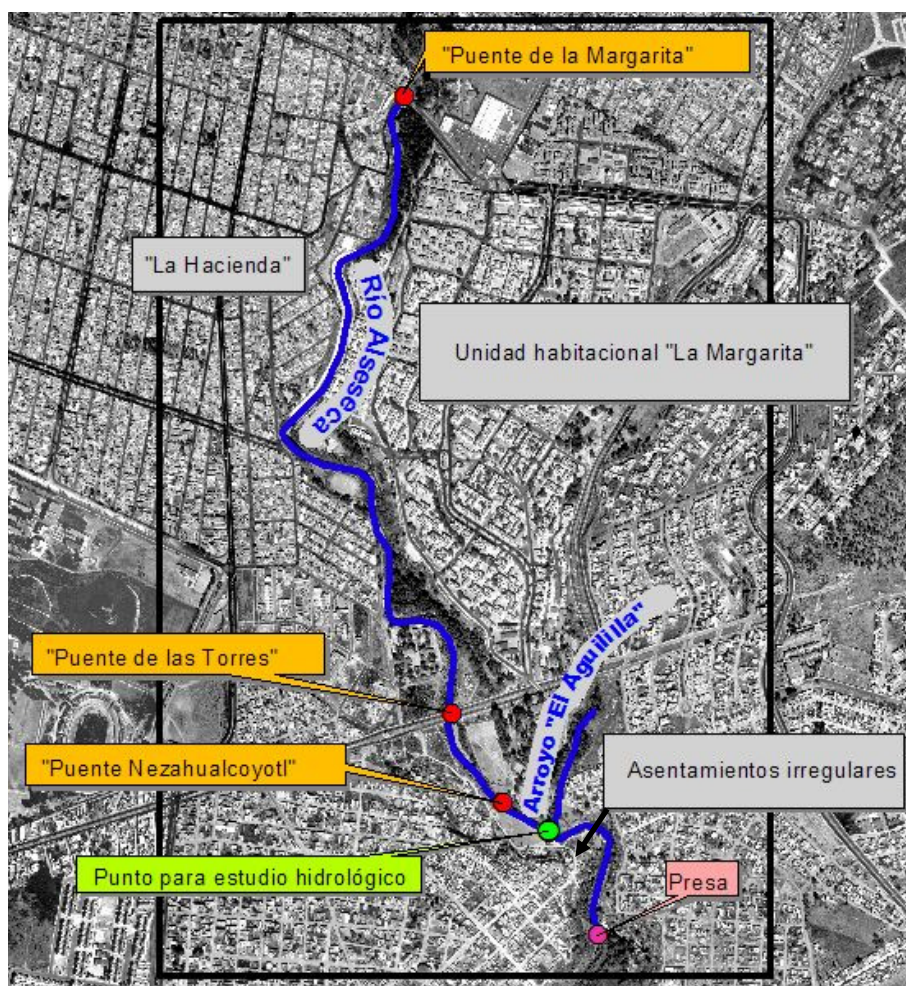 "Puente de la Margarita"
"La Hacienda"
Río Alseseca
Unidad habitacional "La Margarita"
"Puente de las Torres"
Arroyo "El Aguililla"
"Puente Nezahualcoyotl"
Asentamientos irregulares
Punto para estudio hidrológico
Presa